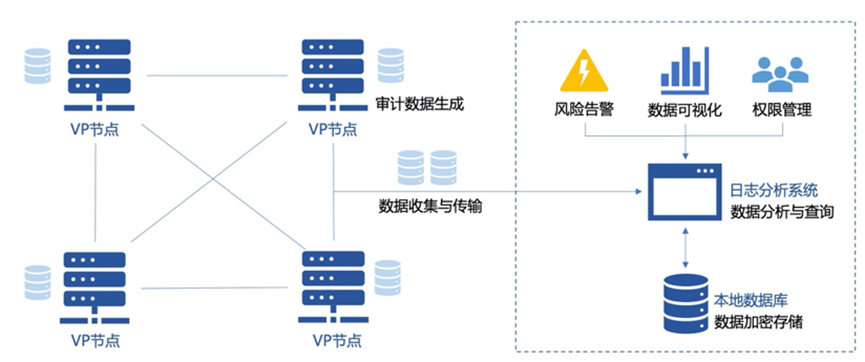 风险告警
数据可视化
权限管理
审计数据生成
VP节点
VP节点
日志分析系统
数据收集与传输
数据分析与查询
本地数据库
数据加密存储
VP节点
VP节点